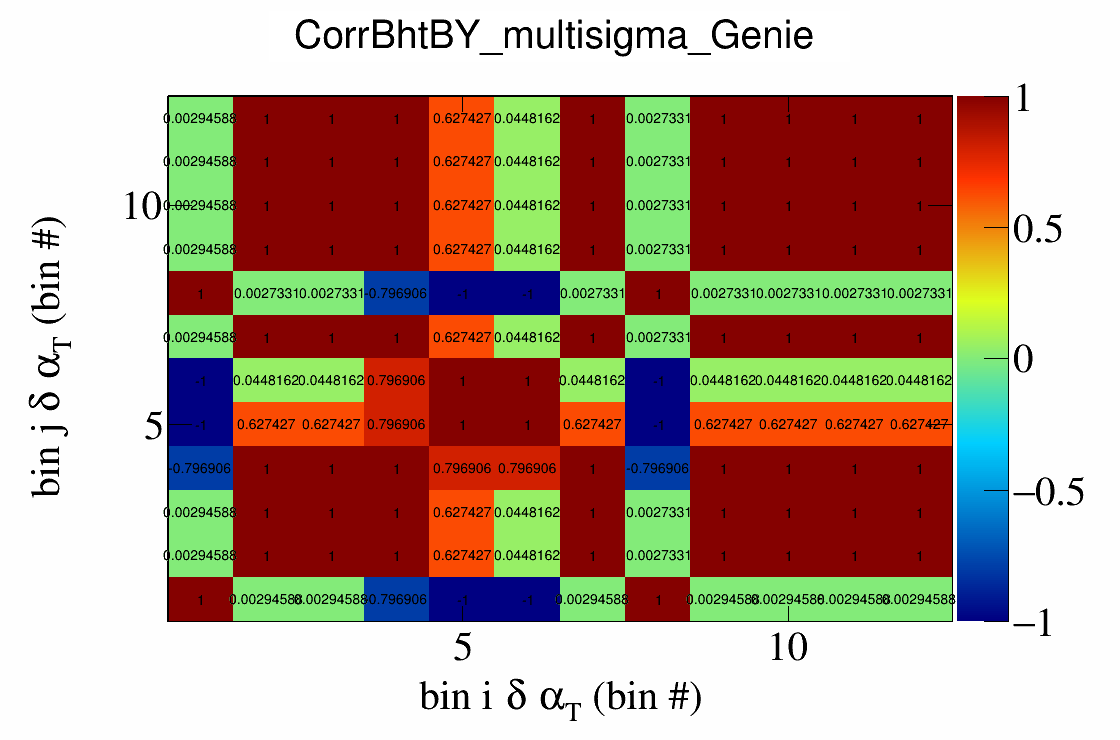 CorrBhtBY_multisigma_Genie
0.00294588 1 1 1 0.627427 0.0448162 1 0.0027331 1 1 1 1
0.00294588 1 1 1 0.627427 0.0448162 1 0.0027331 1 1 1 1
10 0.00294588 1 1 1 0.627427 0.0448162 1 0.0027331 1 1 1 1
0.00294588 1 1 1 0.627427 0.0448162 1 0.0027331 1 1 1 1
1 0.0027331 0.0027331 -0.796906 -1 -1 0.0027331 1 0.0027331 0.0027331 0.0027331 0.0027331
0.00294588 1 1 1 0.627427 0.0448162 1 0.0027331 1 1 1 1
-1 0.0448162 0.0448162 0.796906 1 1 0.0448162 -1 0.0448162 0.0448162 0.0448162 0.0448162
5 -1 0.627427 0.627427 0.796906 1 1 0.627427 -1 0.627427 0.627427 0.627427 0.627427
-0.796906 1 1 1 0.796906 0.796906 1 -0.796906 1 1 1 1
0.00294588 1 1 1 0.627427 0.0448162 1 0.0027331 1 1 1 1
0.00294588 1 1 1 0.627427 0.0448162 1 0.0027331 1 1 1 1
1 0.00294588 0.00294588 -0.796906 -1 -1 0.00294588 1 0.00294588 0.00294588 0.00294588 0.00294588
5 10
bin i δ α_T (bin #)
bin j δ α_T (bin #)
1
0.5
0
−0.5
−1